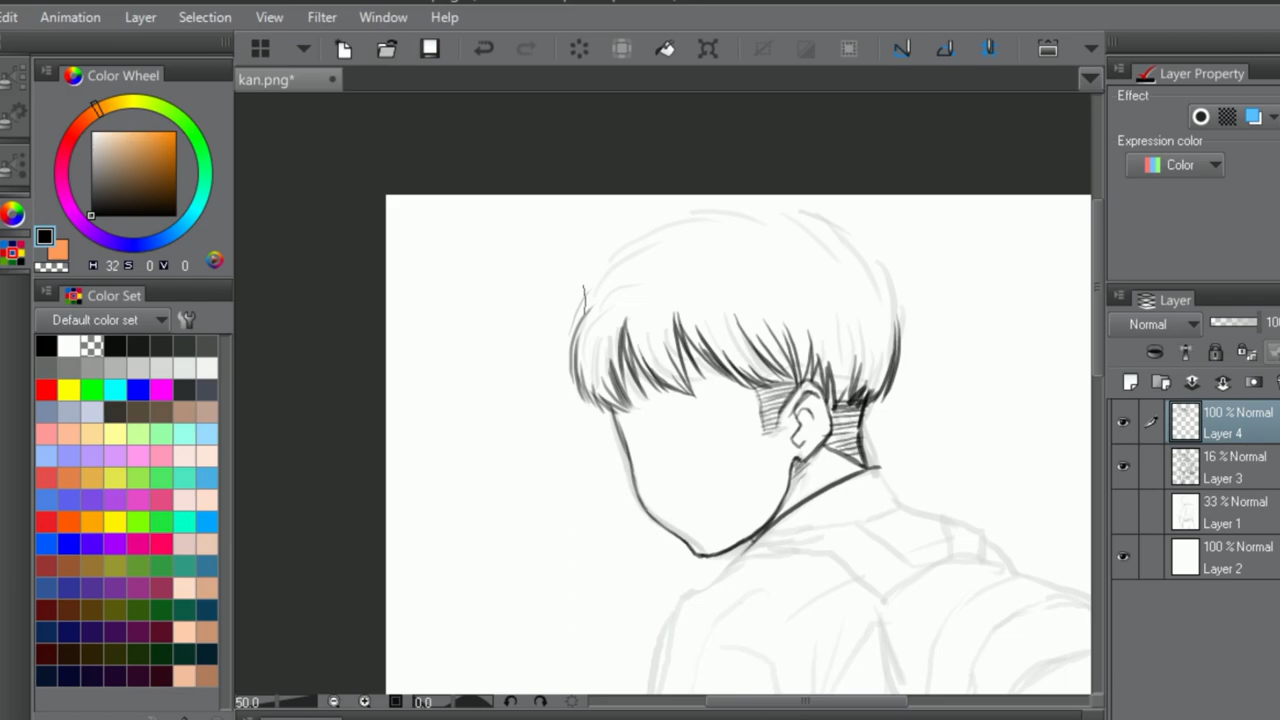 Edit Animation Layer Selection View Filter Window Help
kan.png*
Color Wheel
H 32 S 0 V 0
Color Set
Default color set
50.0
0.0
Layer Property
Effect
Expression color
Color
Layer
Normal
100 % Normal
Layer 4
16 % Normal
Layer 3
33 % Normal
Layer 1
100 % Normal
Layer 2